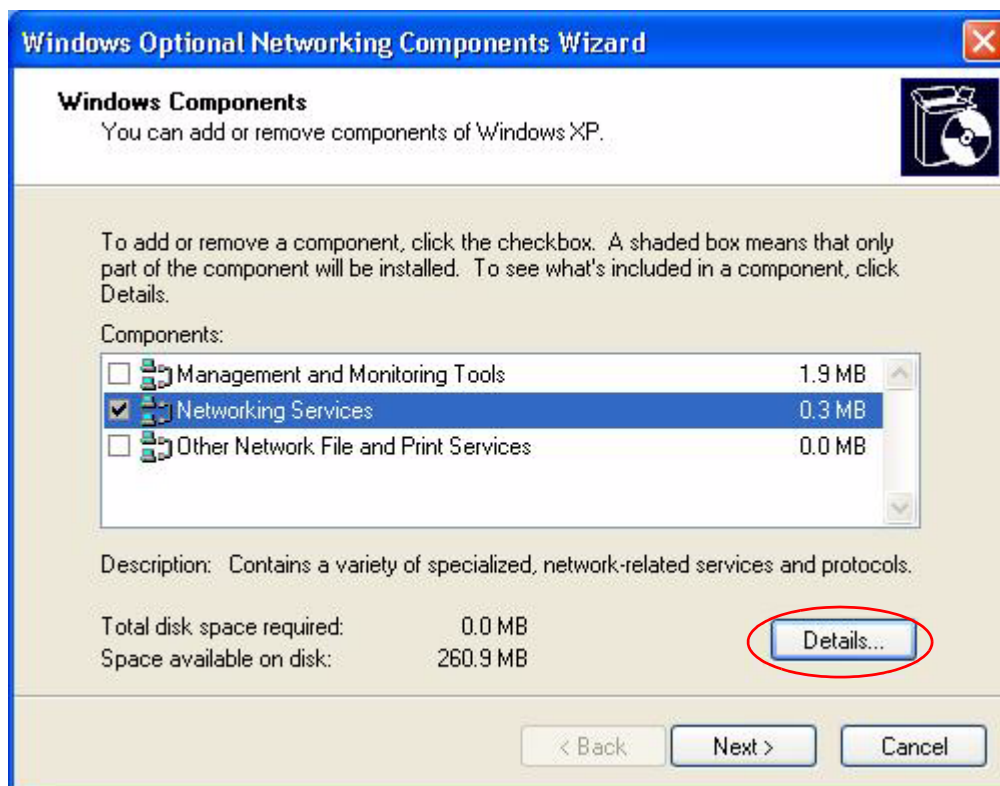 Windows Optional Networking Components Wizard
Windows Components
You can add or remove components of Windows XP.
To add or remove a component, click the checkbox. A shaded box means that only
part of the component will be installed. To see what's included in a component, click
Details.
Components:
Management and Monitoring Tools 1.9 MB
Networking Services 0.3 MB
Other Network File and Print Services 0.0 MB
Description: Contains a variety of specialized, network-related services and protocols.
Total disk space required: 0.0 MB
Space available on disk: 260.9 MB
Details...
< Back Next > Cancel